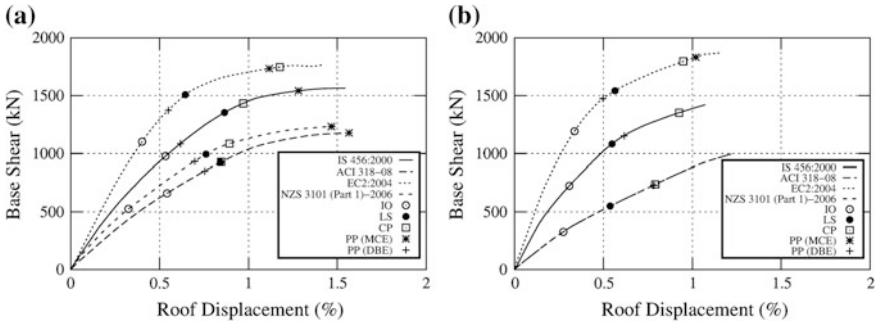 (a)
2000
1500
1000
500
0
Base Shear (kN)
IS 456:2000
ACI 318−08
EC2:2004
NZS 3101 (Part 1)−2006
IO
LS
CP
PP (MCE)
PP (DBE)
0 0.5 1 1.5 2
Roof Displacement (%)
(b)
2000
1500
1000
500
0
Base Shear (kN)
IS 456:2000
ACI 318−08
EC2:2004
NZS 3101 (Part 1)−2006
IO
LS
CP
PP (MCE)
PP (DBE)
0 0.5 1 1.5 2
Roof Displacement (%)